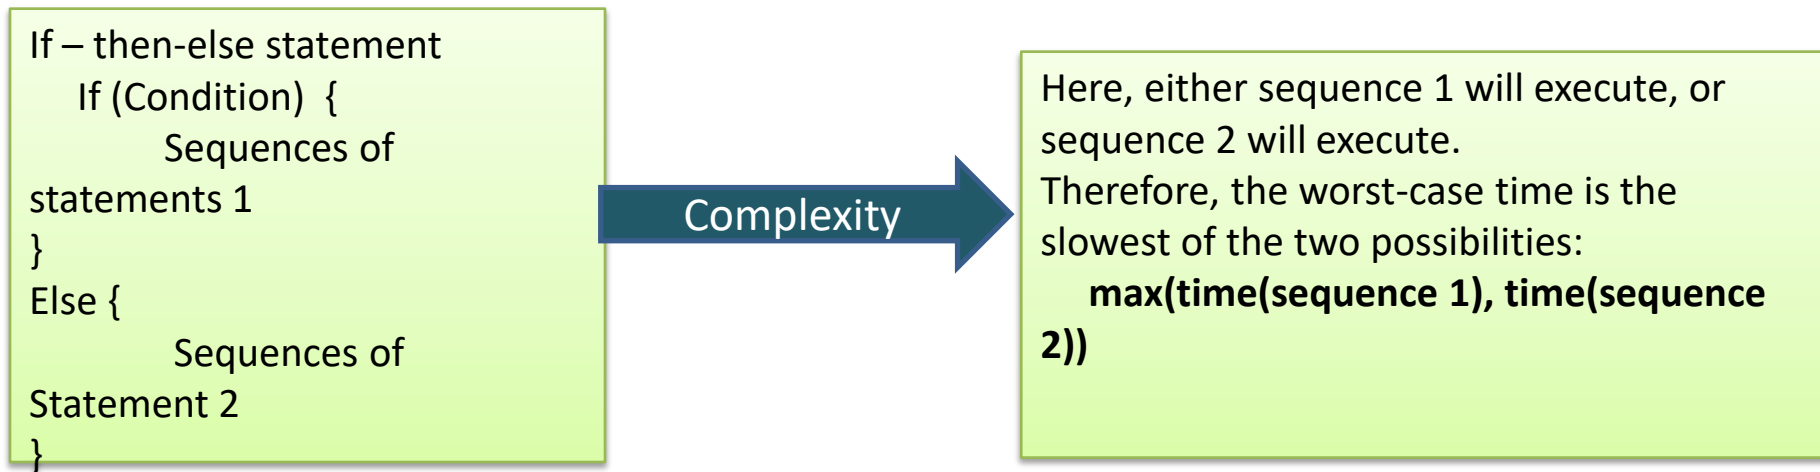 If – then-else statement
If (Condition) {
Sequences of
statements 1
}
Else {
Sequences of
Statement 2
}
Complexity
Here, either sequence 1 will execute, or
sequence 2 will execute.
Therefore, the worst-case time is the
slowest of the two possibilities:
max(time(sequence 1), time(sequence
2))